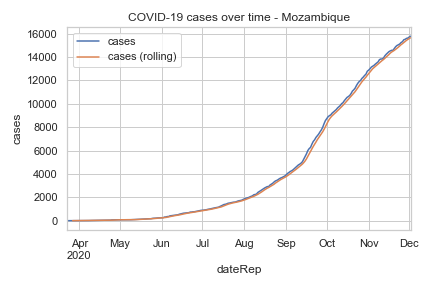 COVID-19 cases over time - Mozambique
cases
cases (rolling)
16000
14000
12000
10000
8000
6000
4000
2000
0
cases
Apr May Jun Jul Aug Sep Oct Nov Dec
2020
dateRep